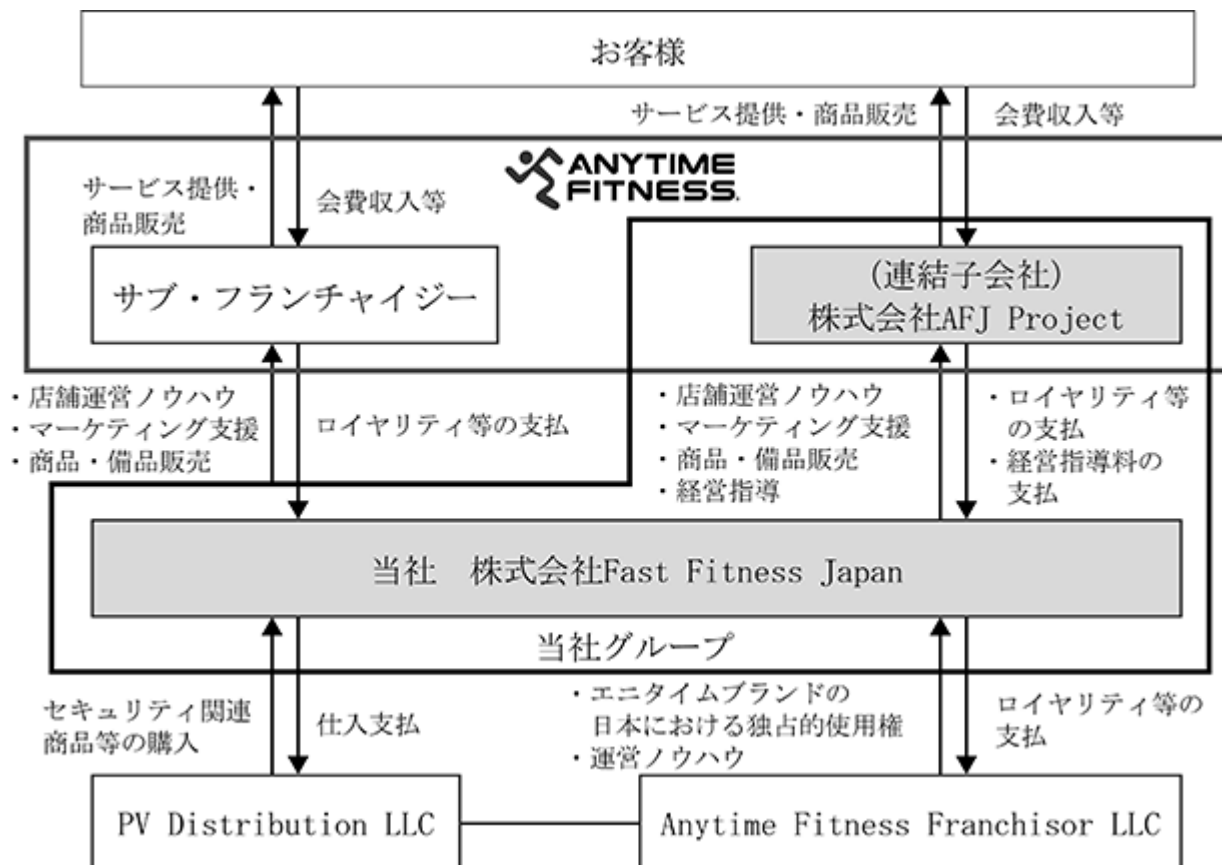 お客様
サービス提供・商品販売
会費収入等
ANYTIME
FITNESS.
サービス提供・
商品販売
会費収入等
サブ・フランチャイジー
(連結子会社)
株式会社AFJ Project
・店舗運営ノウハウ
・マーケティング支援
・商品・備品販売
ロイヤリティ等の支払
・店舗運営ノウハウ
・マーケティング支援
・商品・備品販売
・経営指導
・ロイヤリティ等
の支払
・経営指導料の
支払
当社 株式会社Fast Fitness Japan
当社グループ
セキュリティ関連
商品等の購入
仕入支払
・エニタイムブランドの
日本における独占的使用権
・運営ノウハウ
ロイヤリティ等の
支払
PV Distribution LLC
Anytime Fitness Franchisor LLC